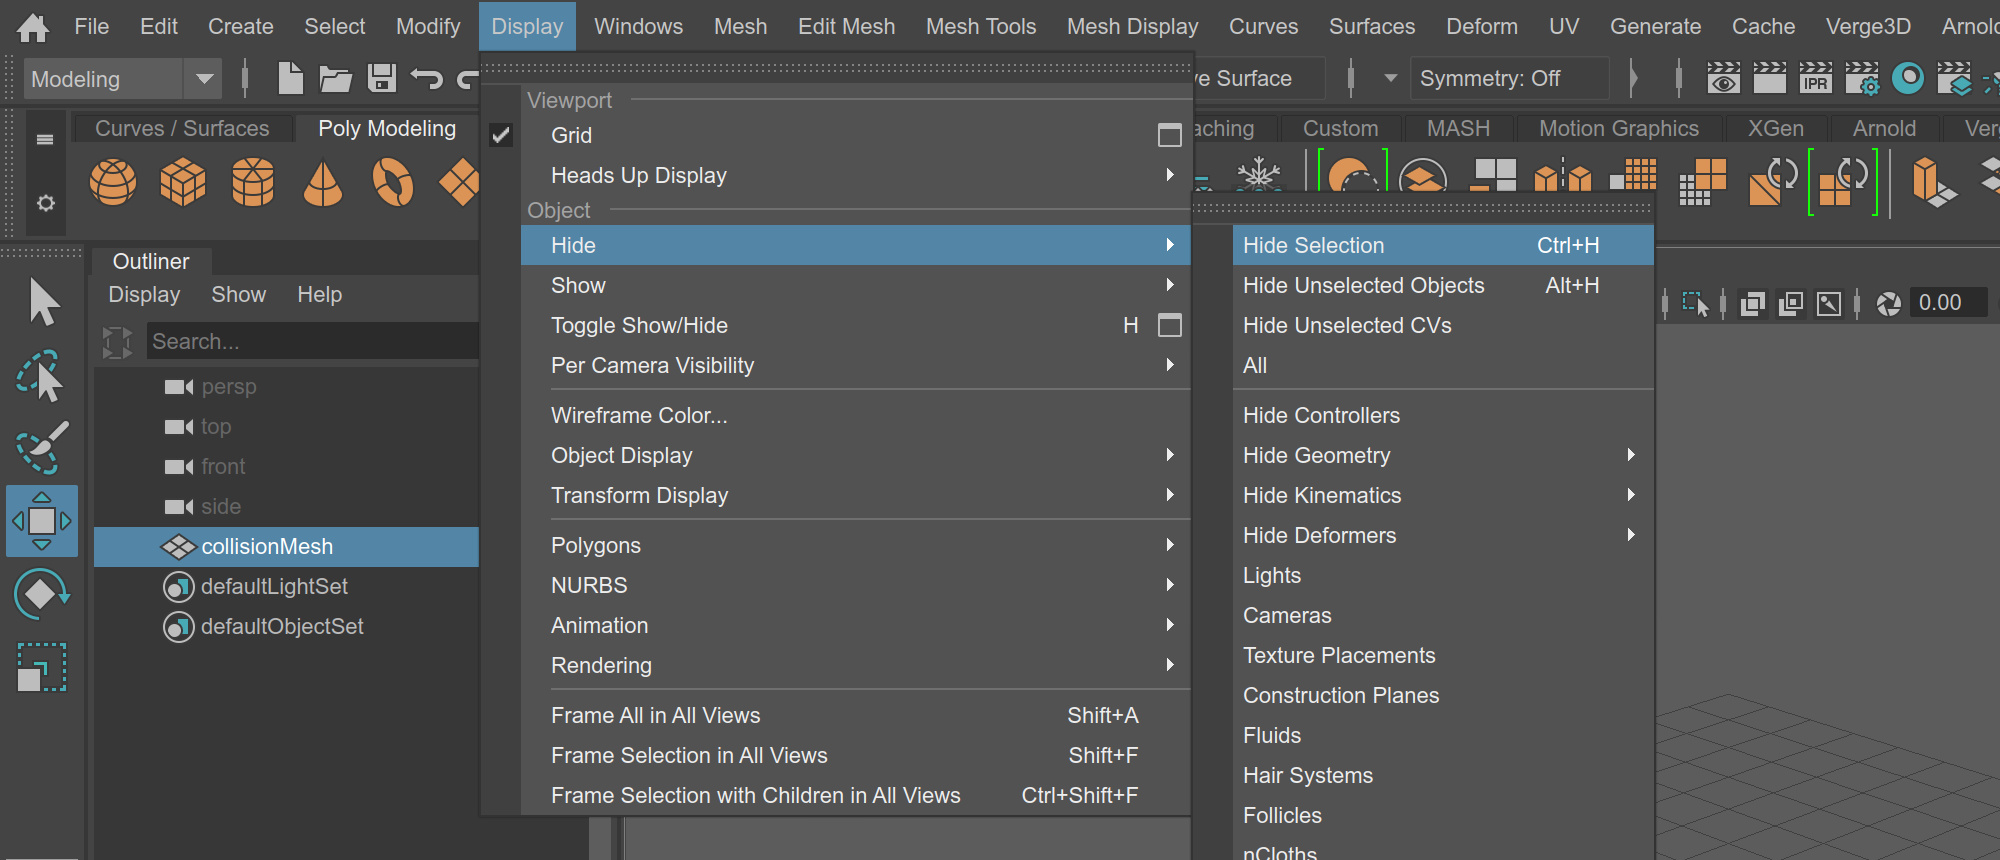 File Edit Create Select Modify Display Windows Mesh Edit Mesh Mesh Tools Mesh Display Curves Surfaces Deform UV Generate Cache Verge3D
Modeling Surface Symmetry: Off IPR
Curves / Surfaces Poly Modeling Custom MASH Motion Graphics XGen Arnold
Outliner
Display Show Help
Search...
persp
top
front
side
collisionMesh
defaultLightSet
defaultObjectSet
Viewport
Grid
Heads Up Display
Object
Hide
Show
Toggle Show/Hide H
Per Camera Visibility
Wireframe Color...
Object Display
Transform Display
Polygons
NURBS
Animation
Rendering
Frame All in All Views Shift+A
Frame Selection in All Views Shift+F
Frame Selection with Children in All Views Ctrl+Shift+F
Hide Selection Ctrl+H
Hide Unselected Objects Alt+H
Hide Unselected CVs
All
Hide Controllers
Hide Geometry
Hide Kinematics
Hide Deformers
Lights
Cameras
Texture Placements
Construction Planes
Fluids
Hair Systems
Follicles
nCloths
0.00